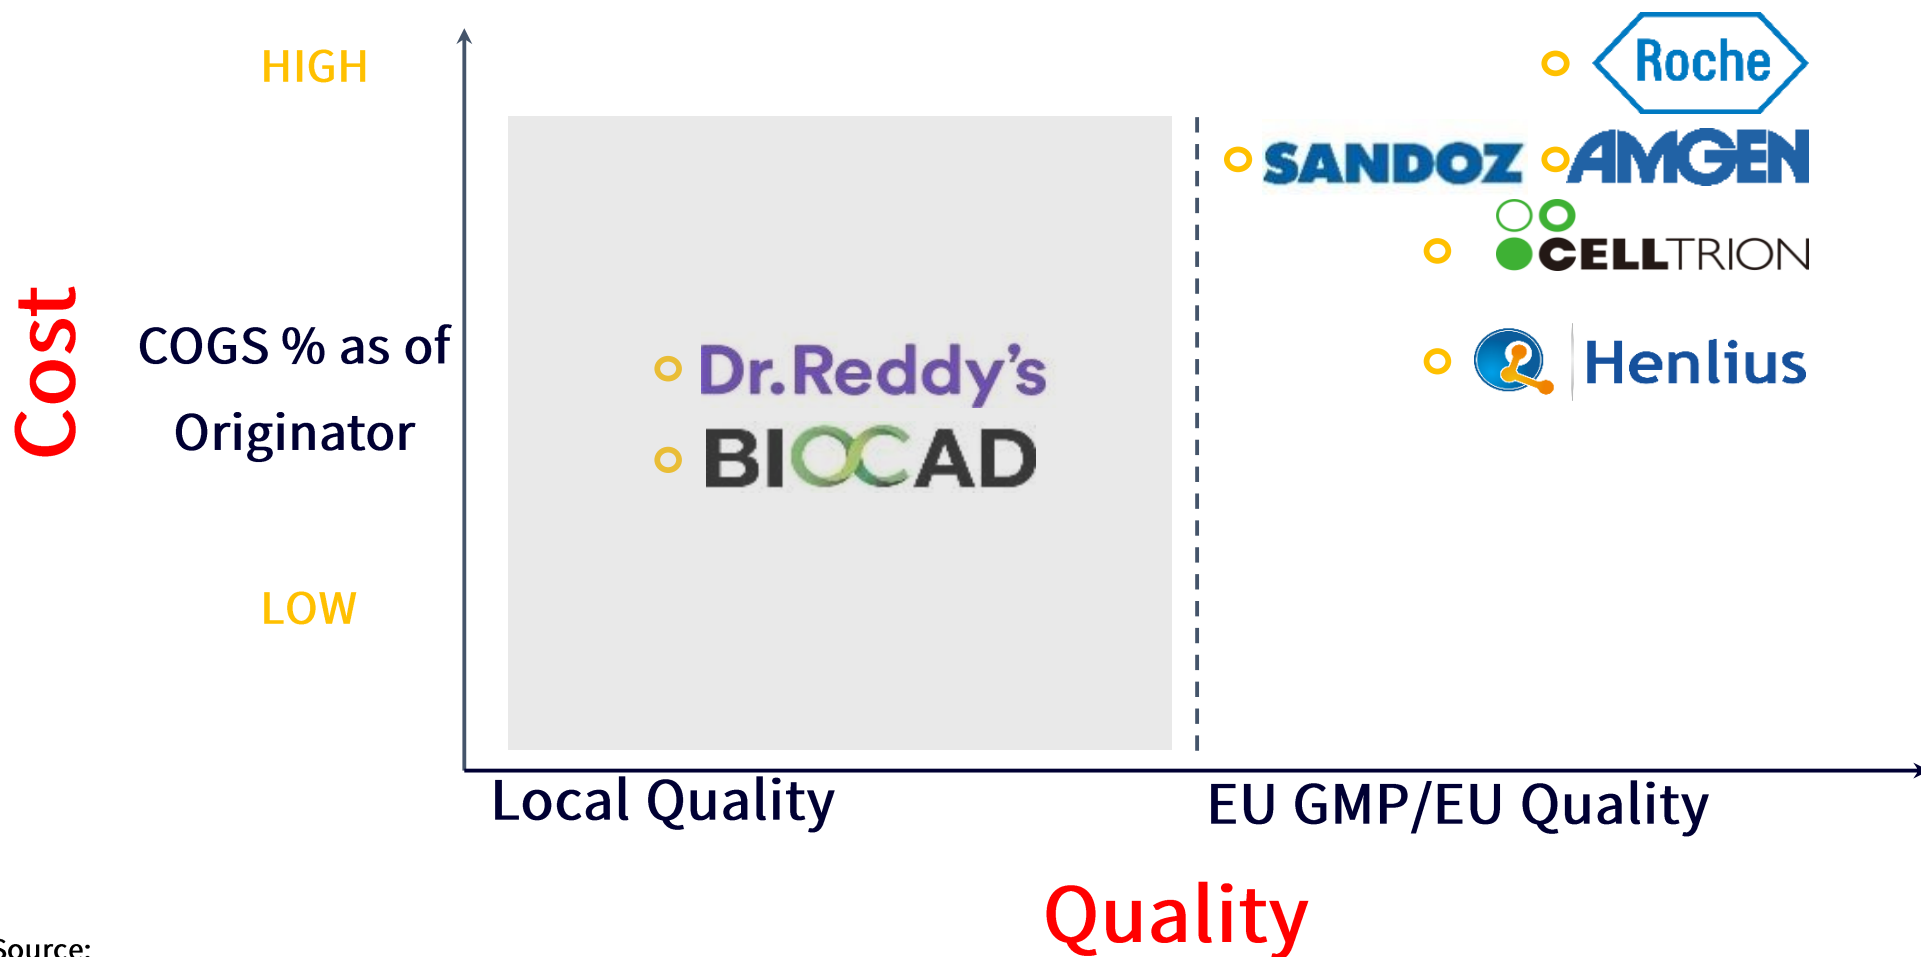 HIGH
Roche
SANDOZ
AMGEN
CELLTRION
Cost
COGS % as of
Originator
Dr.Reddy's
Henlius
BIOCAD
LOW
Local Quality
EU GMP/EU Quality
Quality
Source: